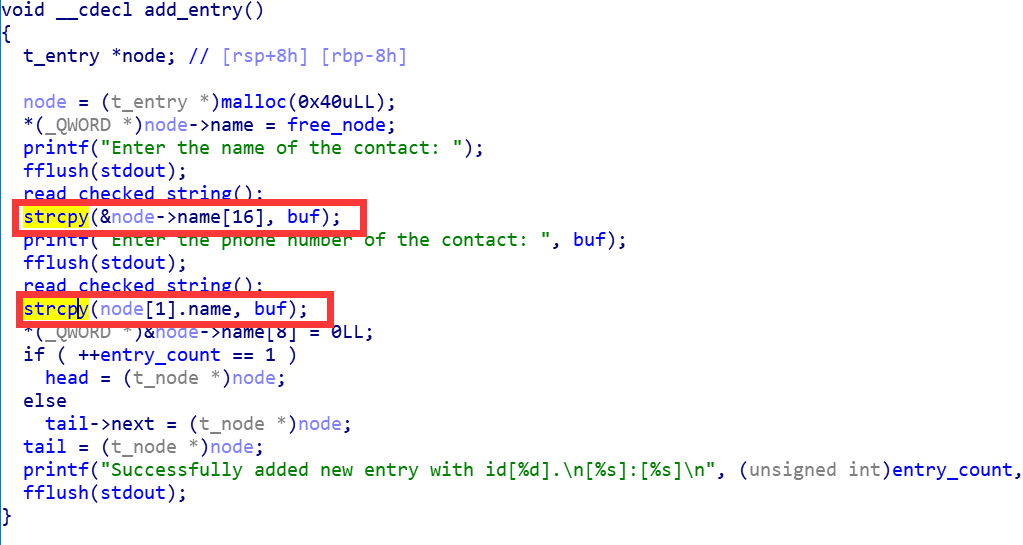 void __cdecl add_entry()
{
t_entry *node; // [rsp+8h] [rbp-8h]
node = (t_entry *)malloc(0x40uLL);
*(_QWORD *)node->name = free_node;
printf("Enter the name of the contact: ");
fflush(stdout);
read_checked_string();
strcpy(&node->name[16], buf);
printf("Enter the phone number of the contact: ", buf);
fflush(stdout);
read_checked_string();
strcpy(node[1].name, buf);
*(_QWORD *)&node->name[8] = 0LL;
if ( ++entry_count == 1 )
head = (t_node *)node;
else
tail->next = (t_node *)node;
tail = (t_node *)node;
printf("Successfully added new entry with id[%d].\n[%s]:[%s]\n", (unsigned int)entry_count,
fflush(stdout);
}